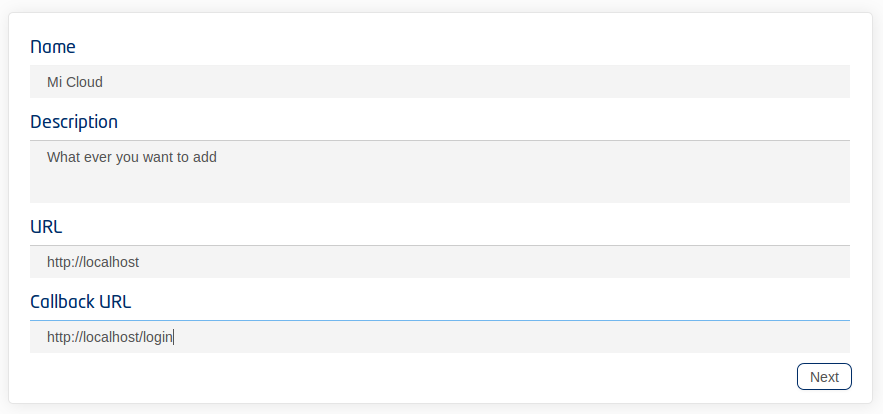 Name
Mi Cloud
Description
What ever you want to add
URL
http://localhost
Callback URL
http://localhost/login
Next